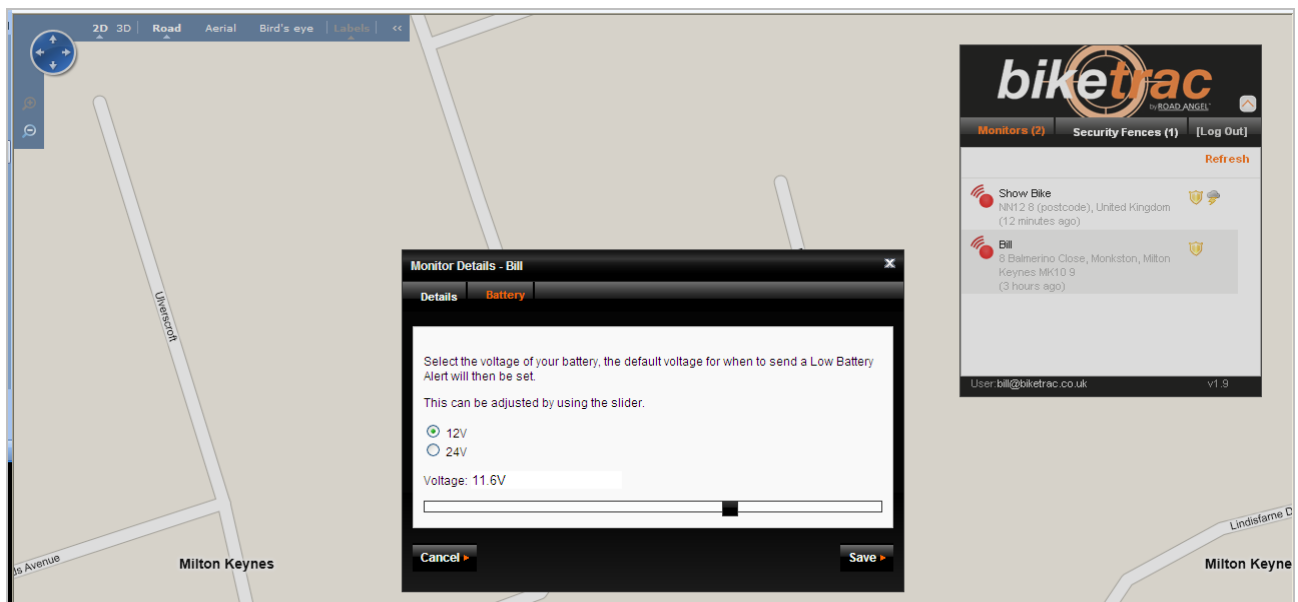 2D 3D Road Aerial Bird's eye Labels <<
biketrac
by ROAD ANGEL
Monitors (2) Security Fences (1) [Log Out]
Refresh
Show Bike
NN12 8 (postcode), United Kingdom
(12 minutes ago)
Bill
8 Balmerino Close, Monkston, Milton
Keynes MK10 9
(3 hours ago)
User:bill@biketrac.co.uk v1.9
Monitor Details - Bill x
Details Battery
Select the voltage of your battery, the default voltage for when to send a Low Battery
Alert will then be set.
This can be adjusted by using the slider.
12V
24V
Voltage: 11.6V
Cancel Save
Ulverscroft
ds Avenue
Milton Keynes
Lindisfarne D
Milton Keyne